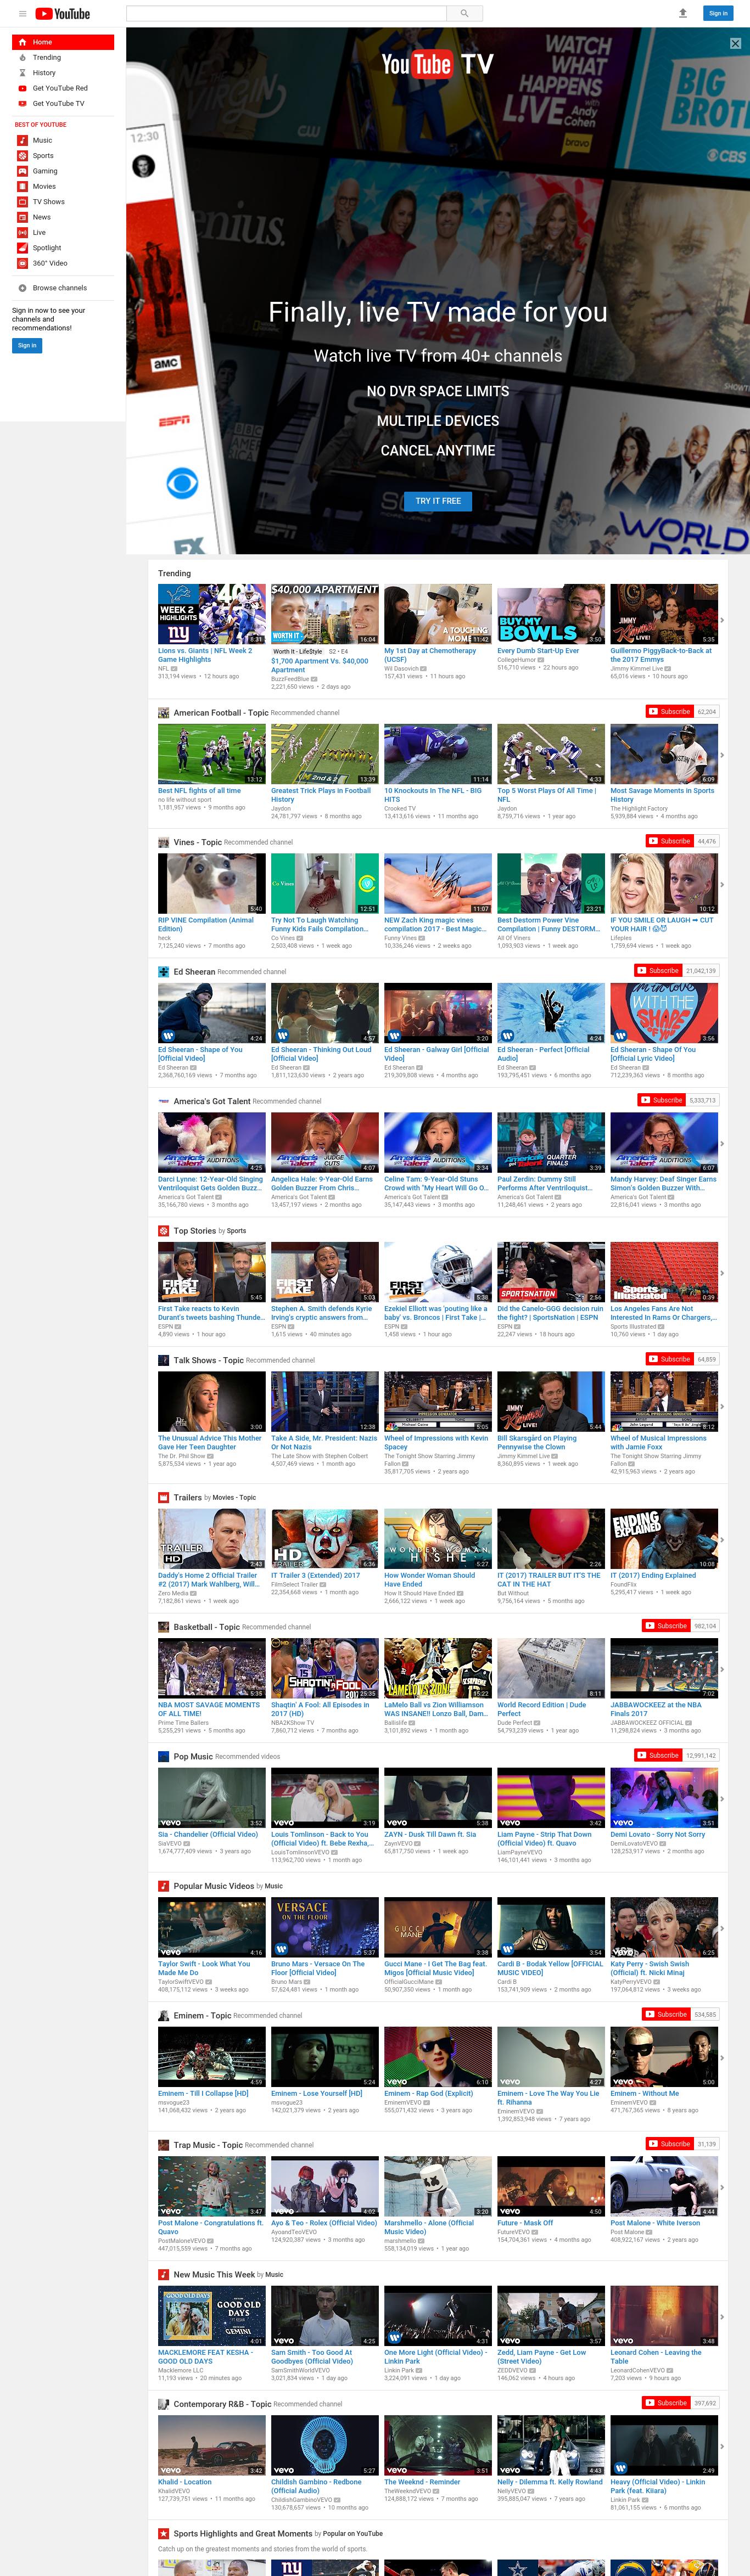 YouTube
Sign in
Home
Trending
History
Get YouTube Red
Get YouTube TV
BEST OF YOUTUBE
Music
Sports
Gaming
Movies
TV Shows
News
Live
Spotlight
360° Video
Browse channels
Sign in now to see your
channels and
recommendations!
Sign in
YouTube TV
WATCH
WHAT
HAPPENS
LIVE with
Andy
Cohen
bravo
BIG
BROT
CBS
CW
12:30
enius.
amc
ESPN
FX
WORLD
Finally, live TV made for you
Watch live TV from 40+ channels
NO DVR SPACE LIMITS
MULTIPLE DEVICES
CANCEL ANYTIME
TRY IT FREE
Trending
Lions vs. Giants | NFL Week 2
Game Highlights
NFL
313,194 views • 12 hours ago
Worth It - Life$tyle S2 • E4
$1,700 Apartment Vs. $40,000
Apartment
BuzzFeedBlue
2,221,650 views • 2 days ago
My 1st Day at Chemotherapy
(UCSF)
Wil Dasovich
157,431 views • 11 hours ago
Every Dumb Start-Up Ever
CollegeHumor
516,710 views • 22 hours ago
Guillermo PiggyBack-to-Back at
the 2017 Emmys
Jimmy Kimmel Live
65,016 views • 10 hours ago
American Football - Topic Recommended channel
Subscribe 62,204
Best NFL fights of all time
no life without sport
1,181,957 views • 9 months ago
Greatest Trick Plays in Football
History
Jaydon
24,781,797 views • 8 months ago
10 Knockouts In The NFL - BIG
HITS
Crooked TV
13,413,616 views • 11 months ago
Top 5 Worst Plays Of All Time |
NFL
Jaydon
8,759,716 views • 1 year ago
Most Savage Moments in Sports
History
The Highlight Factory
5,939,884 views • 4 months ago
Vines - Topic Recommended channel
Subscribe 44,476
RIP VINE Compilation (Animal
Edition)
heck
7,125,240 views • 7 months ago
Try Not To Laugh Watching
Funny Kids Fails Compilation...
Co Vines
2,503,408 views • 1 week ago
NEW Zach King magic vines
compilation 2017 - Best Magic...
Funny Vines
10,336,246 views • 2 weeks ago
Best Destorm Power Vine
Compilation | Funny DESTORM...
All Of Viners
1,093,903 views • 1 week ago
IF YOU SMILE OR LAUGH ➡ CUT
YOUR HAIR !
Lifeples
1,759,694 views • 1 week ago
Ed Sheeran Recommended channel
Subscribe 21,042,139
Ed Sheeran - Shape of You
[Official Video]
Ed Sheeran
2,368,760,169 views • 7 months ago
Ed Sheeran - Thinking Out Loud
[Official Video]
Ed Sheeran
1,811,123,630 views • 2 years ago
Ed Sheeran - Galway Girl [Official
Video]
Ed Sheeran
219,309,808 views • 4 months ago
Ed Sheeran - Perfect [Official
Audio]
Ed Sheeran
193,795,451 views • 6 months ago
Ed Sheeran - Shape Of You
[Official Lyric Video]
Ed Sheeran
712,239,363 views • 8 months ago
America's Got Talent Recommended channel
Subscribe 5,333,713
Darci Lynne: 12-Year-Old Singing
Ventriloquist Gets Golden Buzz...
America's Got Talent
35,166,780 views • 3 months ago
Angelica Hale: 9-Year-Old Earns
Golden Buzzer From Chris...
America's Got Talent
13,457,197 views • 2 months ago
Celine Tam: 9-Year-Old Stuns
Crowd with "My Heart Will Go O...
America's Got Talent
35,147,443 views • 3 months ago
Paul Zerdin: Dummy Still
Performs After Ventriloquist...
America's Got Talent
11,248,461 views • 2 years ago
Mandy Harvey: Deaf Singer Earns
Simon's Golden Buzzer With...
America's Got Talent
22,816,041 views • 3 months ago
Top Stories by Sports
First Take reacts to Kevin
Durant's tweets bashing Thunde...
ESPN
4,890 views • 1 hour ago
Stephen A. Smith defends Kyrie
Irving's cryptic answers from...
ESPN
1,615 views • 40 minutes ago
Ezekiel Elliott was 'pouting like a
baby' vs. Broncos | First Take |...
ESPN
1,458 views • 1 hour ago
Did the Canelo-GGG decision ruin
the fight? | SportsNation | ESPN
ESPN
22,247 views • 18 hours ago
Los Angeles Fans Are Not
Interested In Rams Or Chargers,...
Sports Illustrated
10,760 views • 1 day ago
Talk Shows - Topic Recommended channel
Subscribe 64,859
The Unusual Advice This Mother
Gave Her Teen Daughter
The Dr. Phil Show
5,875,534 views • 1 year ago
Take A Side, Mr. President: Nazis
Or Not Nazis
The Late Show with Stephen Colbert
4,507,469 views • 1 month ago
Wheel of Impressions with Kevin
Spacey
The Tonight Show Starring Jimmy
Fallon
35,817,705 views • 2 years ago
Bill Skarsgård on Playing
Pennywise the Clown
Jimmy Kimmel Live
8,360,895 views • 1 week ago
Wheel of Musical Impressions
with Jamie Foxx
The Tonight Show Starring Jimmy
Fallon
42,915,963 views • 2 years ago
Trailers by Movies - Topic
Daddy's Home 2 Official Trailer
#2 (2017) Mark Wahlberg, Will...
Zero Media
7,182,861 views • 1 week ago
IT Trailer 3 (Extended) 2017
FilmSelect Trailer
22,354,668 views • 1 month ago
How Wonder Woman Should
Have Ended
How It Should Have Ended
2,666,122 views • 1 week ago
IT (2017) TRAILER BUT IT'S THE
CAT IN THE HAT
But Without
9,756,164 views • 5 months ago
IT (2017) Ending Explained
FoundFlix
5,295,417 views • 1 week ago
Basketball - Topic Recommended channel
Subscribe 982,104
NBA MOST SAVAGE MOMENTS
OF ALL TIME!
Prime Time Ballers
5,255,291 views • 5 months ago
Shaqtin' A Fool: All Episodes in
2017 (HD)
NBA2KShow TV
7,860,712 views • 7 months ago
LaMelo Ball vs Zion Williamson
WAS INSANE!! Lonzo Ball, Dam...
Ballislife
3,101,892 views • 1 month ago
World Record Edition | Dude
Perfect
Dude Perfect
54,793,239 views • 1 year ago
JABBAWOCKEEZ at the NBA
Finals 2017
JABBAWOCKEEZ OFFICIAL
11,298,824 views • 3 months ago
Pop Music Recommended videos
Subscribe 12,991,142
Sia - Chandelier (Official Video)
SiaVEVO
1,674,777,409 views • 3 years ago
Louis Tomlinson - Back to You
(Official Video) ft. Bebe Rexha,...
LouisTomlinsonVEVO
113,962,700 views • 1 month ago
ZAYN - Dusk Till Dawn ft. Sia
ZaynVEVO
65,817,750 views • 1 week ago
Liam Payne - Strip That Down
(Official Video) ft. Quavo
LiamPayneVEVO
146,101,441 views • 3 months ago
Demi Lovato - Sorry Not Sorry
DemiLovatoVEVO
128,253,917 views • 2 months ago
Popular Music Videos by Music
Taylor Swift - Look What You
Made Me Do
TaylorSwiftVEVO
408,175,112 views • 3 weeks ago
Bruno Mars - Versace On The
Floor [Official Video]
Bruno Mars
57,624,481 views • 1 month ago
Gucci Mane - I Get The Bag feat.
Migos [Official Music Video]
OfficialGucciMane
50,907,350 views • 1 month ago
Cardi B - Bodak Yellow [OFFICIAL
MUSIC VIDEO]
Cardi B
153,741,909 views • 2 months ago
Katy Perry - Swish Swish
(Official) ft. Nicki Minaj
KatyPerryVEVO
197,064,812 views • 3 weeks ago
Eminem - Topic Recommended channel
Subscribe 534,585
Eminem - Till I Collapse [HD]
msvogue23
141,068,432 views • 2 years ago
Eminem - Lose Yourself [HD]
msvogue23
142,021,379 views • 2 years ago
Eminem - Rap God (Explicit)
EminemVEVO
555,071,432 views • 3 years ago
Eminem - Love The Way You Lie
ft. Rihanna
EminemVEVO
1,392,853,948 views • 7 years ago
Eminem - Without Me
EminemVEVO
471,767,365 views • 8 years ago
Trap Music - Topic Recommended channel
Subscribe 31,139
Post Malone - Congratulations ft.
Quavo
PostMaloneVEVO
447,015,559 views • 7 months ago
Ayo & Teo - Rolex (Official Video)
AyoandTeoVEVO
124,920,387 views • 3 months ago
Marshmello - Alone (Official
Music Video)
marshmello
558,134,019 views • 1 year ago
Future - Mask Off
FutureVEVO
154,704,361 views • 4 months ago
Post Malone - White Iverson
Post Malone
408,922,167 views • 2 years ago
New Music This Week by Music
MACKLEMORE FEAT KESHA -
GOOD OLD DAYS
Macklemore LLC
11,193 views • 20 minutes ago
Sam Smith - Too Good At
Goodbyes (Official Video)
SamSmithWorldVEVO
3,021,834 views • 1 day ago
One More Light (Official Video) -
Linkin Park
Linkin Park
3,224,091 views • 1 day ago
Zedd, Liam Payne - Get Low
(Street Video)
ZEDDVEVO
146,062 views • 4 hours ago
Leonard Cohen - Leaving the
Table
LeonardCohenVEVO
7,203 views • 9 hours ago
Contemporary R&B - Topic Recommended channel
Subscribe 397,692
Khalid - Location
KhalidVEVO
127,739,751 views • 11 months ago
Childish Gambino - Redbone
(Official Audio)
ChildishGambinoVEVO
130,678,657 views • 10 months ago
The Weeknd - Reminder
TheWeekndVEVO
124,888,172 views • 7 months ago
Nelly - Dilemma ft. Kelly Rowland
NellyVEVO
395,885,047 views • 7 years ago
Heavy (Official Video) - Linkin
Park (feat. Kiiara)
Linkin Park
81,061,155 views • 6 months ago
Sports Highlights and Great Moments by Popular on YouTube
Catch up on the greatest moments and stories from the world of sports.